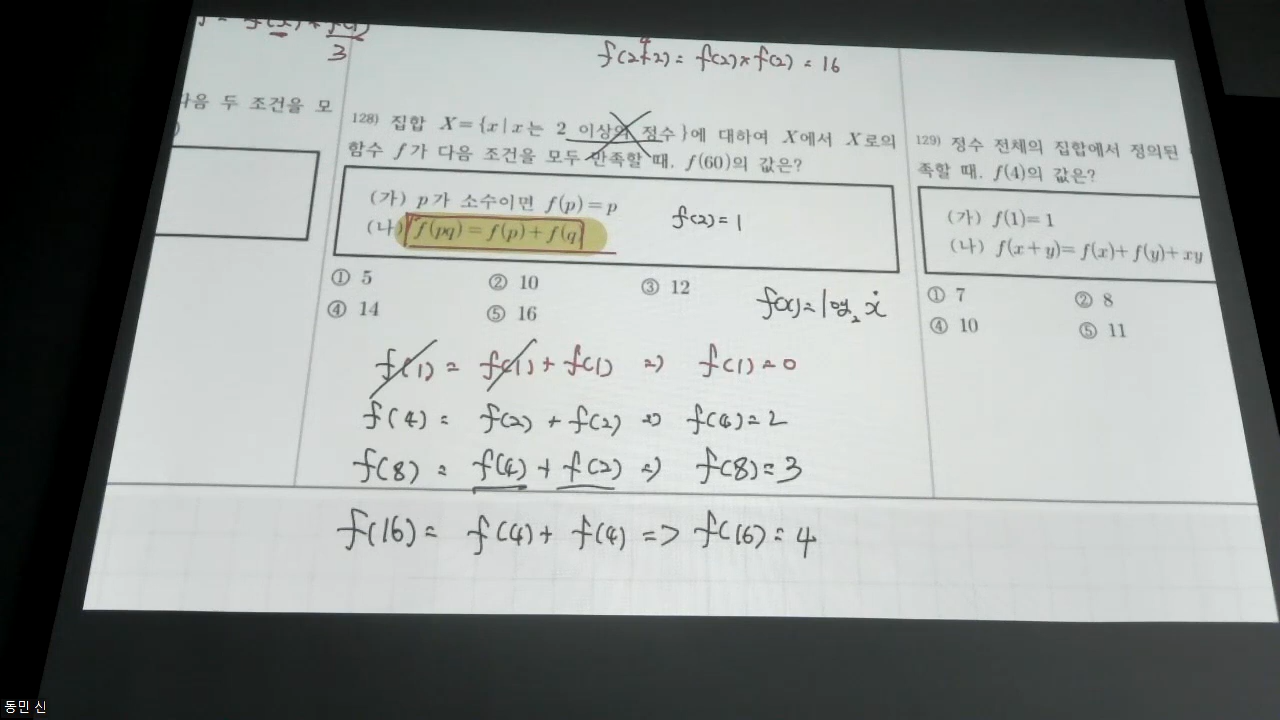 3
f(2+2) = f(2)×f(2) = 16
4
다음 두 조건을 모
128) 집합 X={x|x는 2 이상의 정수}에 대하여 X에서 X로의
함수 f가 다음 조건을 모두 만족할 때, f(60)의 값은?
(가) p가 소수이면 f(p)=p
(나) f(pq)=f(p)+f(q)
f(2)=1
① 5 ② 10 ③ 12
④ 14 ⑤ 16
f(x)=log₂x
f(1) = f(1) + f(1) => f(1)=0
f(4) = f(2) + f(2) => f(4)=2
f(8) = f(4) + f(2) => f(8)=3
f(16) = f(4) + f(4) => f(16)=4
129) 정수 전체의 집합에서 정의된
족할 때, f(4)의 값은?
(가) f(1)=1
(나) f(x+y)=f(x)+f(y)+xy
① 7 ② 8
④ 10 ⑤ 11
동민 신